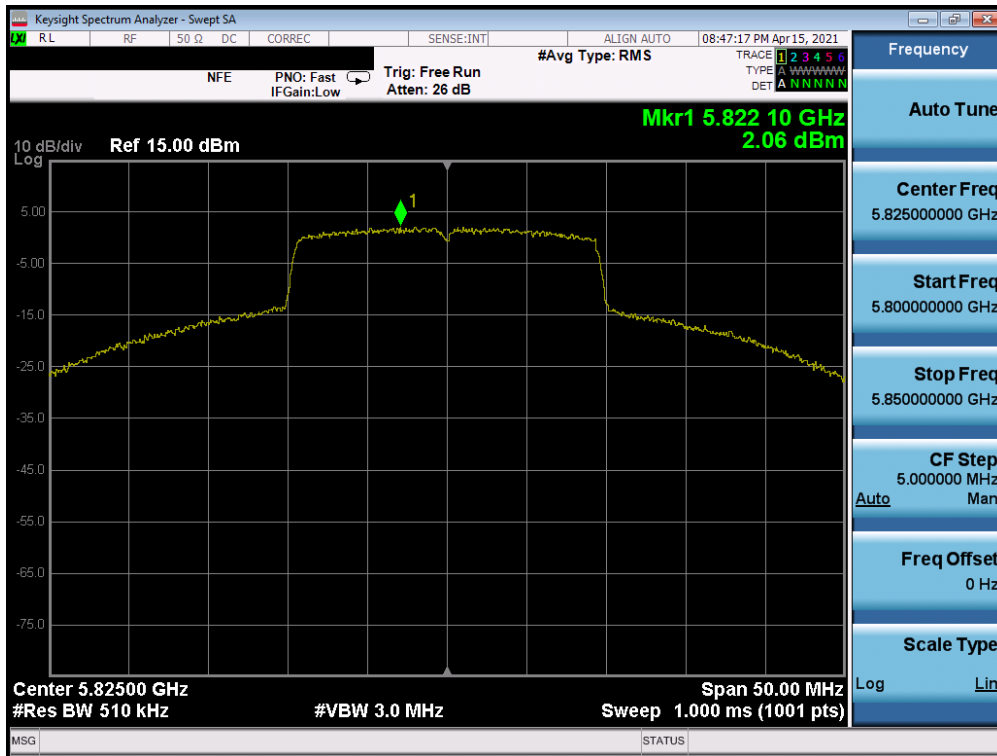 Keysight Spectrum Analyzer - Swept SA
LXI RL RF 50 Ω DC CORREC SENSE:INT ALIGN AUTO 08:47:17 PM Apr 15, 2021
NFE PNO: Fast Trig: Free Run #Avg Type: RMS TRACE 1 2 3 4 5 6
IFGain:Low Atten: 26 dB TYPE A WWWWW
DET A N N N N N
Mkr1 5.822 10 GHz
2.06 dBm
10 dB/div Ref 15.00 dBm
Log
1
5.00
-5.00
-15.0
-25.0
-35.0
-45.0
-55.0
-65.0
-75.0
Center 5.82500 GHz Span 50.00 MHz
#Res BW 510 kHz #VBW 3.0 MHz Sweep 1.000 ms (1001 pts)
MSG STATUS
Frequency
Auto Tune
Center Freq
5.825000000 GHz
Start Freq
5.800000000 GHz
Stop Freq
5.850000000 GHz
CF Step
5.000000 MHz
Auto Man
Freq Offset
0 Hz
Scale Type
Log Lin